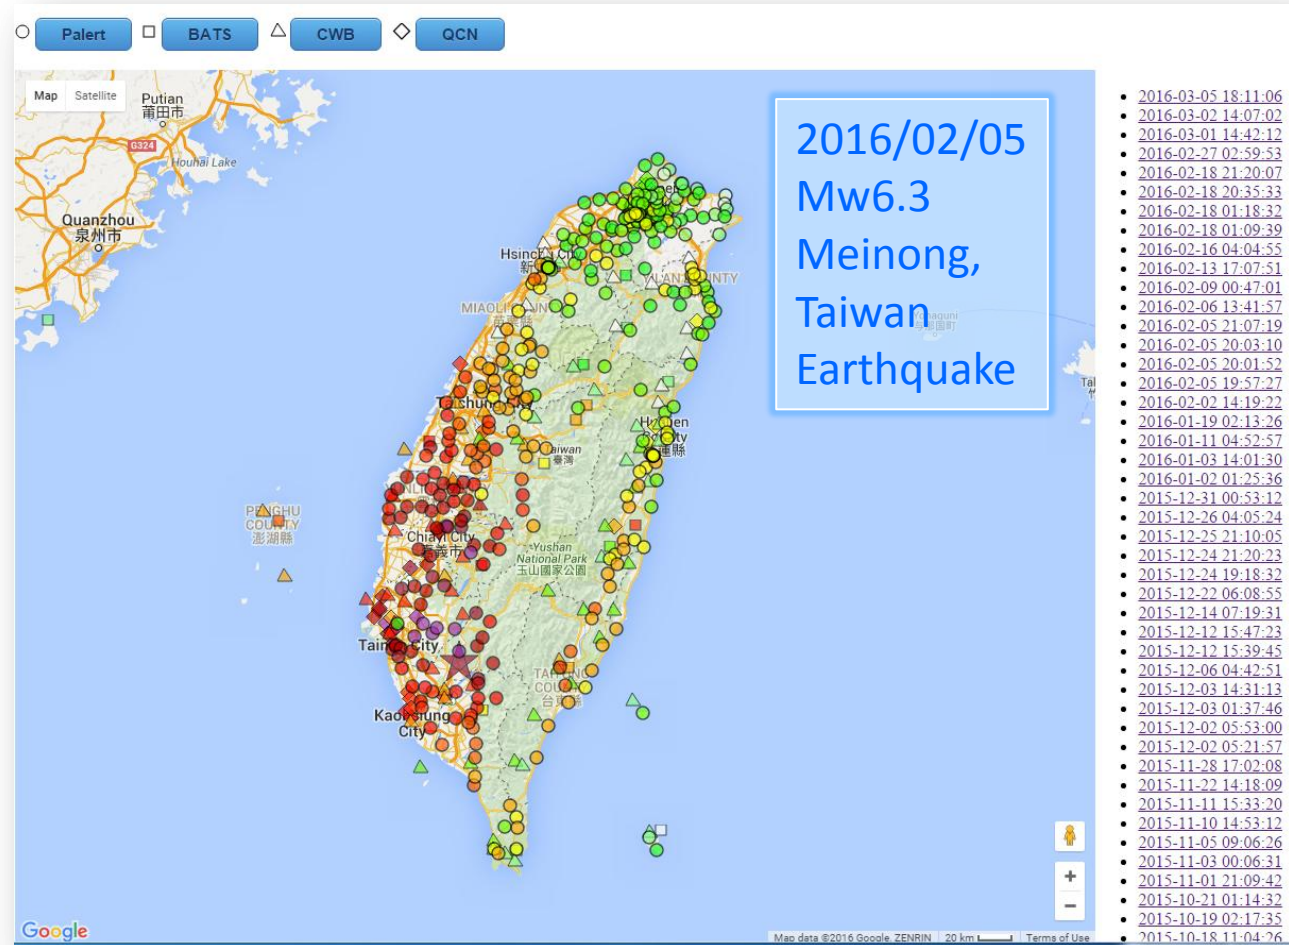 Palert
BATS
CWB
QCN
Map
Satellite
Putian
莆田市
G324
Houhai Lake
Quanzhou
泉州市
2016/02/05
Mw6.3
Meinong,
Taiwan
Earthquake
PENGHU
COUNTY
澎湖縣
Chiayi City
Taiwan
臺灣
Yushan
National Park
玉山國家公園
City
台東縣
City
Google
Map data ©2016 Google, ZENRIN
20 km
Terms of Use
2016-03-05 18:11:06
2016-03-02 14:07:02
2016-03-01 14:42:12
2016-02-27 02:59:53
2016-02-18 21:20:07
2016-02-18 20:35:33
2016-02-18 01:18:32
2016-02-18 01:09:39
2016-02-16 04:04:55
2016-02-13 17:07:51
2016-02-09 00:47:01
2016-02-06 13:41:57
2016-02-05 21:07:19
2016-02-05 20:03:10
2016-02-05 20:01:52
2016-02-05 19:57:27
2016-02-02 14:19:22
2016-01-19 02:13:26
2016-01-11 04:52:57
2016-01-03 14:01:30
2016-01-02 01:25:36
2015-12-31 00:53:12
2015-12-26 04:05:24
2015-12-25 21:10:05
2015-12-24 21:20:23
2015-12-24 19:18:32
2015-12-22 06:08:55
2015-12-14 07:19:31
2015-12-12 15:47:23
2015-12-12 15:39:45
2015-12-06 04:42:51
2015-12-03 14:31:13
2015-12-03 01:37:46
2015-12-02 05:53:00
2015-12-02 05:21:57
2015-11-28 17:02:08
2015-11-22 14:18:09
2015-11-11 15:33:20
2015-11-10 14:53:12
2015-11-05 09:06:26
2015-11-03 00:06:31
2015-11-01 21:09:42
2015-10-21 01:14:32
2015-10-19 02:17:35
2015-10-18 11:04:26